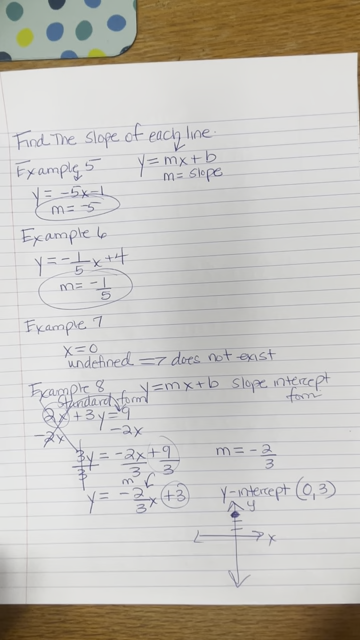 Find The slope of each line.
Example 5 y = mx + b
m = slope
y = -5x - 1
m = -5
Example 6
y = -1/5 x + 4
m = -1/5
Example 7
x = 0
undefined => does not exist
Example 8 y = mx + b slope intercept form
standard form
2x + 3y = 9
-2x -2x
3y/3 = -2x/3 + 9/3 m = -2/3
m
y = -2/3 x + 3 y-intercept (0,3)
y
x